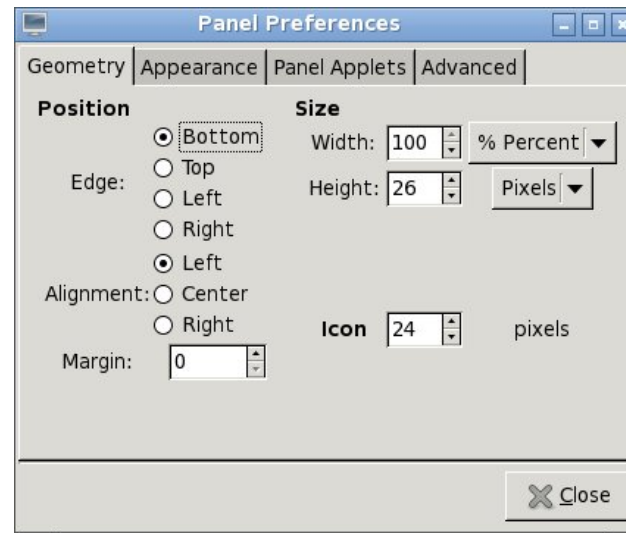 Panel Preferences
Geometry Appearance Panel Applets Advanced
Position Size
Bottom Width: 100 % Percent
Edge: Top Height: 26 Pixels
Left
Right
Left
Alignment: Center
Right Icon 24 pixels
Margin: 0
Close